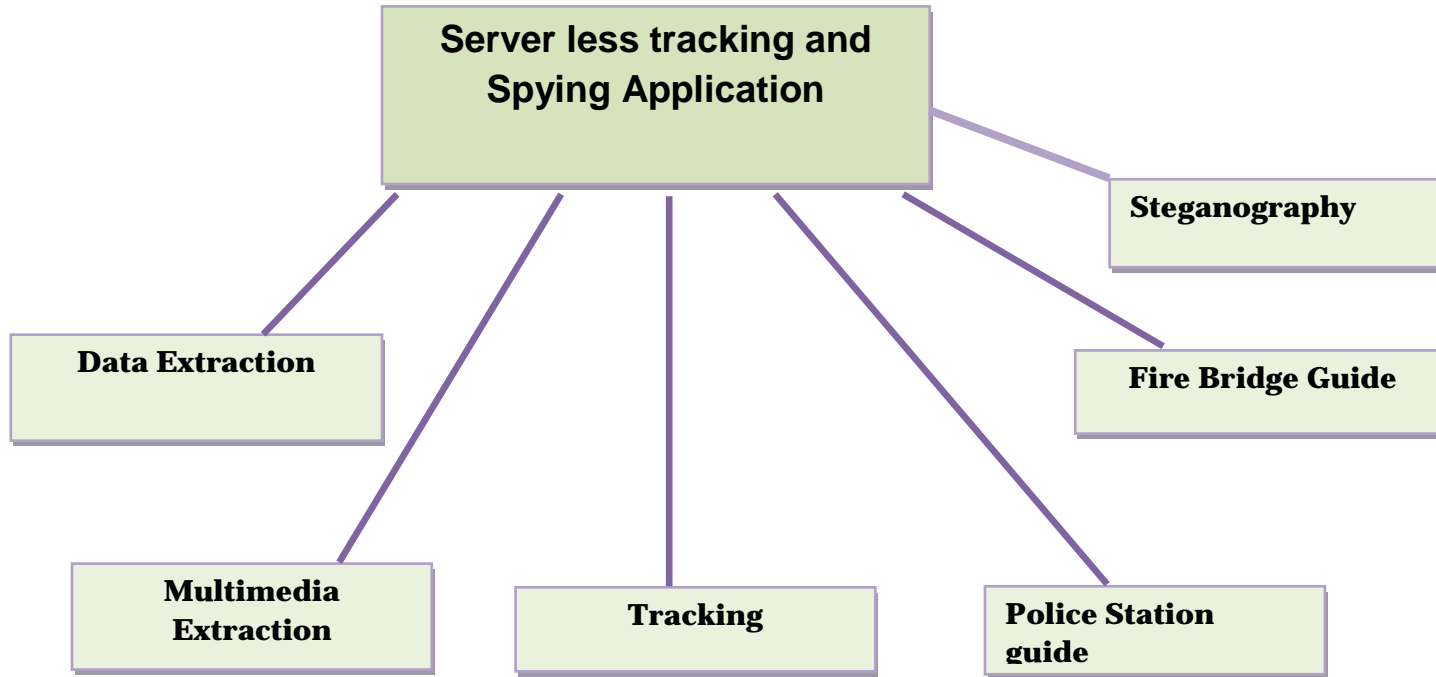 Server less tracking and
Spying Application
Steganography
Data Extraction
Fire Bridge Guide
Multimedia
Extraction
Tracking
Police Station
guide